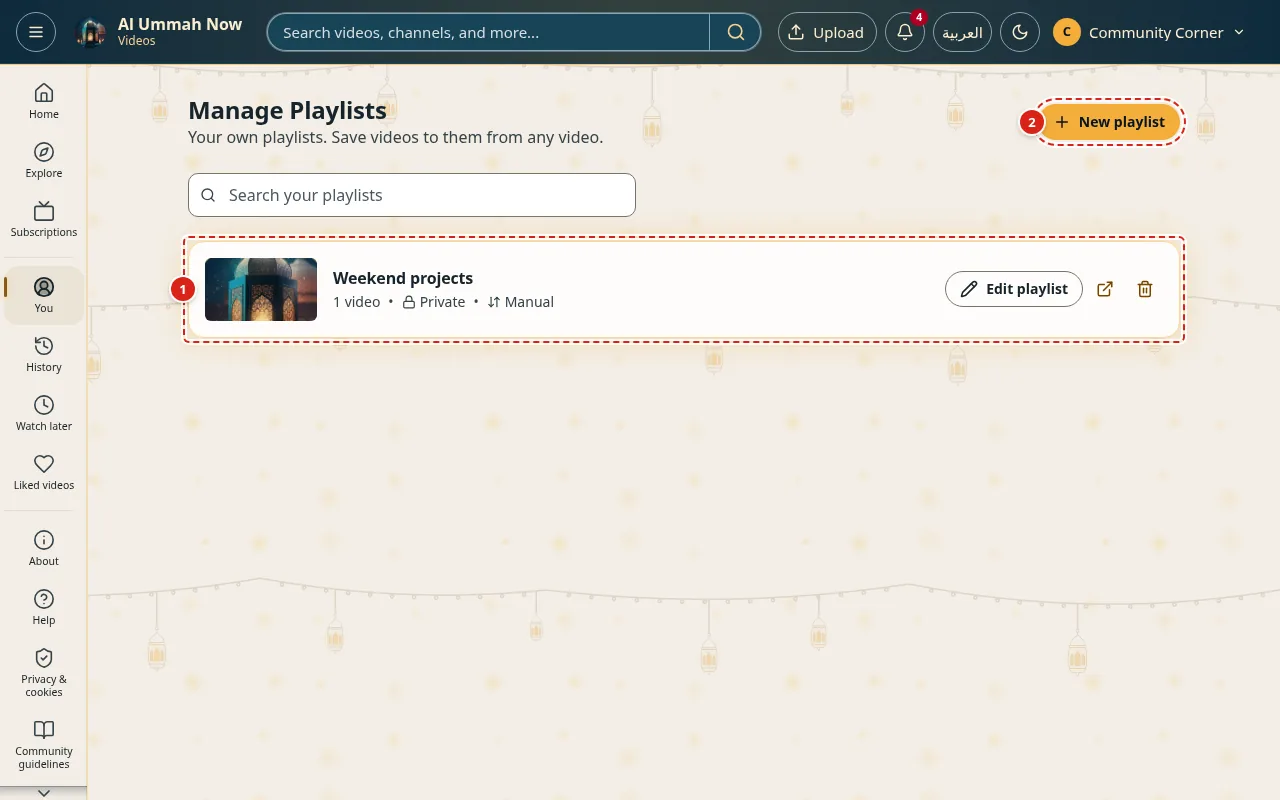 Al Ummah Now
Videos
Search videos, channels, and more...
Upload
4
العربية
C
Community Corner
Home
Explore
Subscriptions
You
History
Watch later
Liked videos
About
Help
Privacy &
cookies
Community
guidelines
Manage Playlists
Your own playlists. Save videos to them from any video.
2
New playlist
Search your playlists
1
Weekend projects
1 video • Private • Manual
Edit playlist